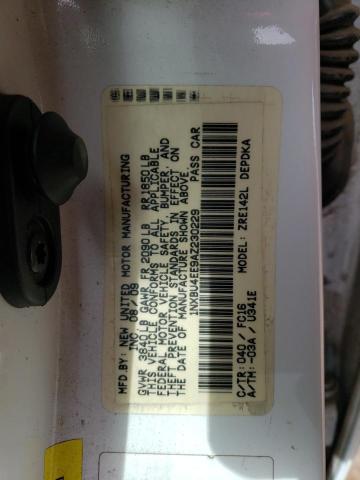 MFD. BY: NEW UNITED MOTOR MANUFACTURING
INC 08/09
GVWR 3840LB GAWR FR 2090LB RR 1850LB
THIS VEHICLE CONFORMS TO ALL APPLICABLE
FEDERAL MOTOR VEHICLE SAFETY, BUMPER, AND
THEFT PREVENTION STANDARDS IN EFFECT ON
THE DATE OF MANUFACTURE SHOWN ABOVE.
1NXBU4EE9AZ230229 PASS CAR
C/TR: 040 / FC16 MODEL: ZRE142L DEPDKA
A/TM: -03A / U341E